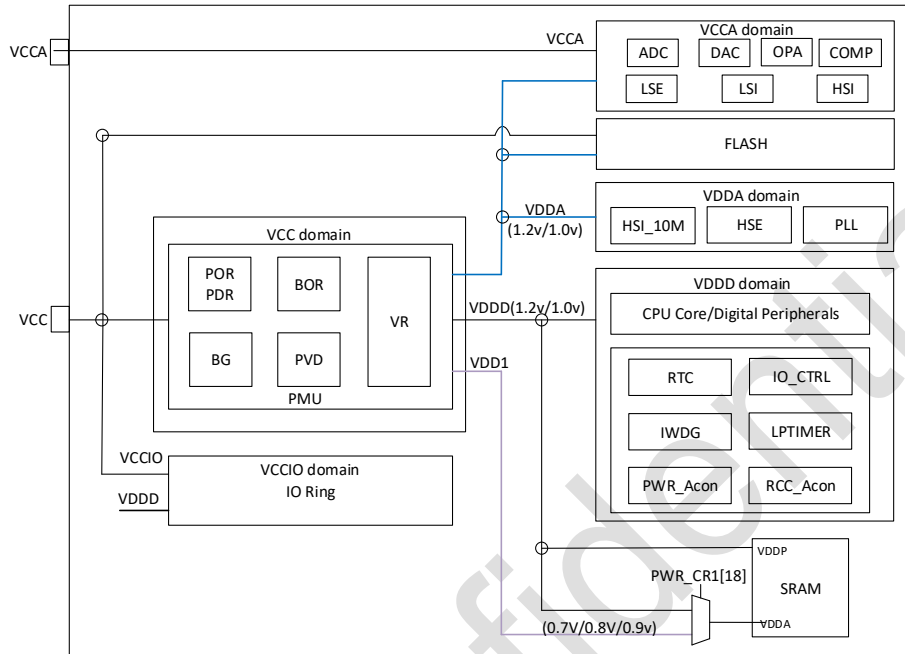 VCCA
VCCA
VCCA domain
ADC
DAC
OPA
COMP
LSE
LSI
HSI
FLASH
VDDA
(1.2v/1.0v)
VDDA domain
HSI_10M
HSE
PLL
VCC domain
POR
PDR
BOR
VR
BG
PVD
PMU
VCC
VDDD(1.2v/1.0v)
VDD1
VDDD domain
CPU Core/Digital Peripherals
RTC
IO_CTRL
IWDG
LPTIMER
PWR_Acon
RCC_Acon
VCCIO
VDDD
VCCIO domain
IO Ring
PWR_CR1[18]
(0.7V/0.8V/0.9v)
VDDP
SRAM
VDDA